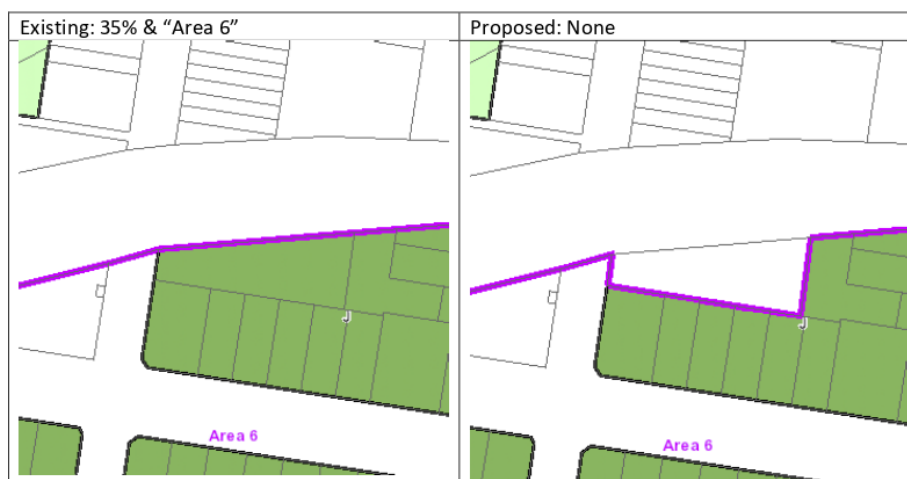 Existing: 35% & “Area 6”
Proposed: None
J
J
Area 6
Area 6